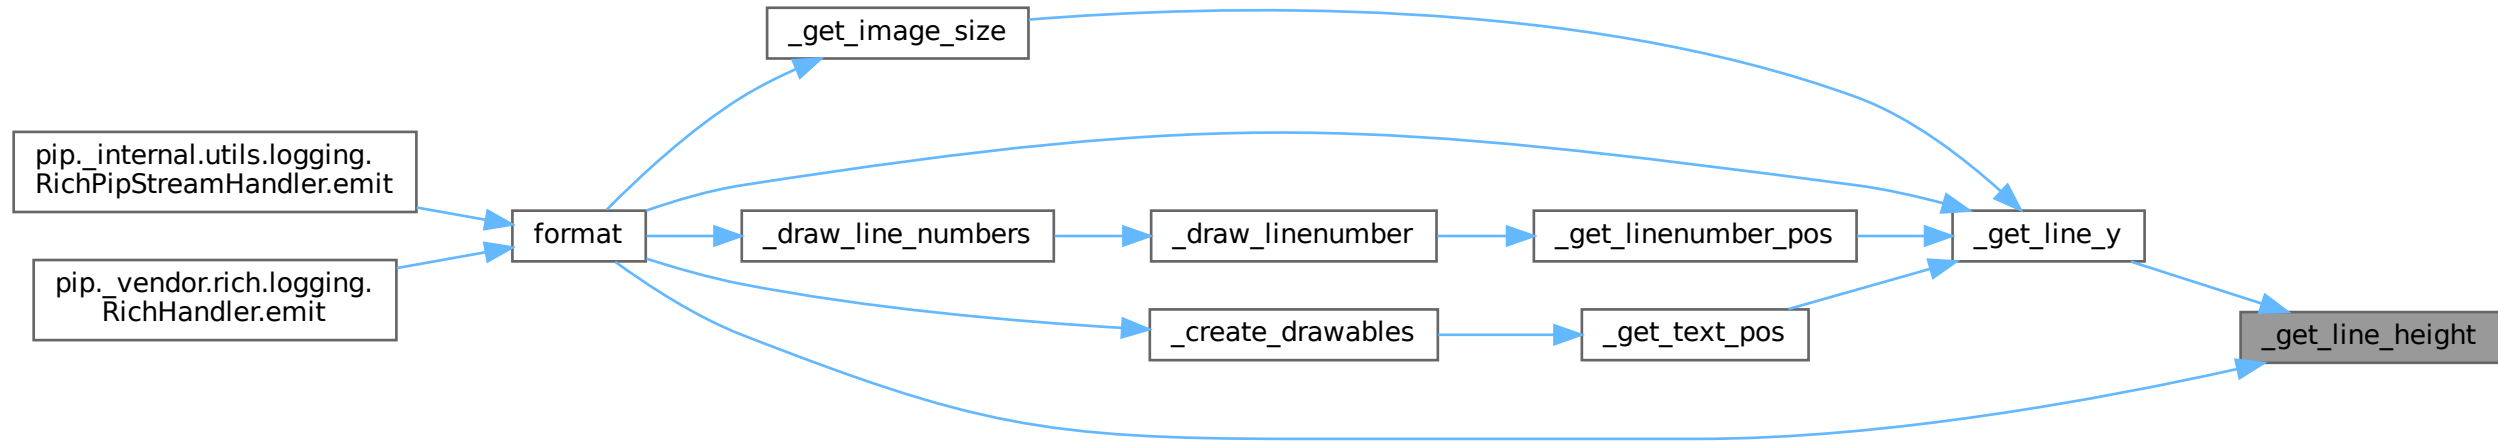 _get_image_size
pip._internal.utils.logging.
RichPipStreamHandler.emit
format
_draw_line_numbers
_draw_linenumber
_get_linenumber_pos
_get_line_y
pip._vendor.rich.logging.
RichHandler.emit
_create_drawables
_get_text_pos
_get_line_height